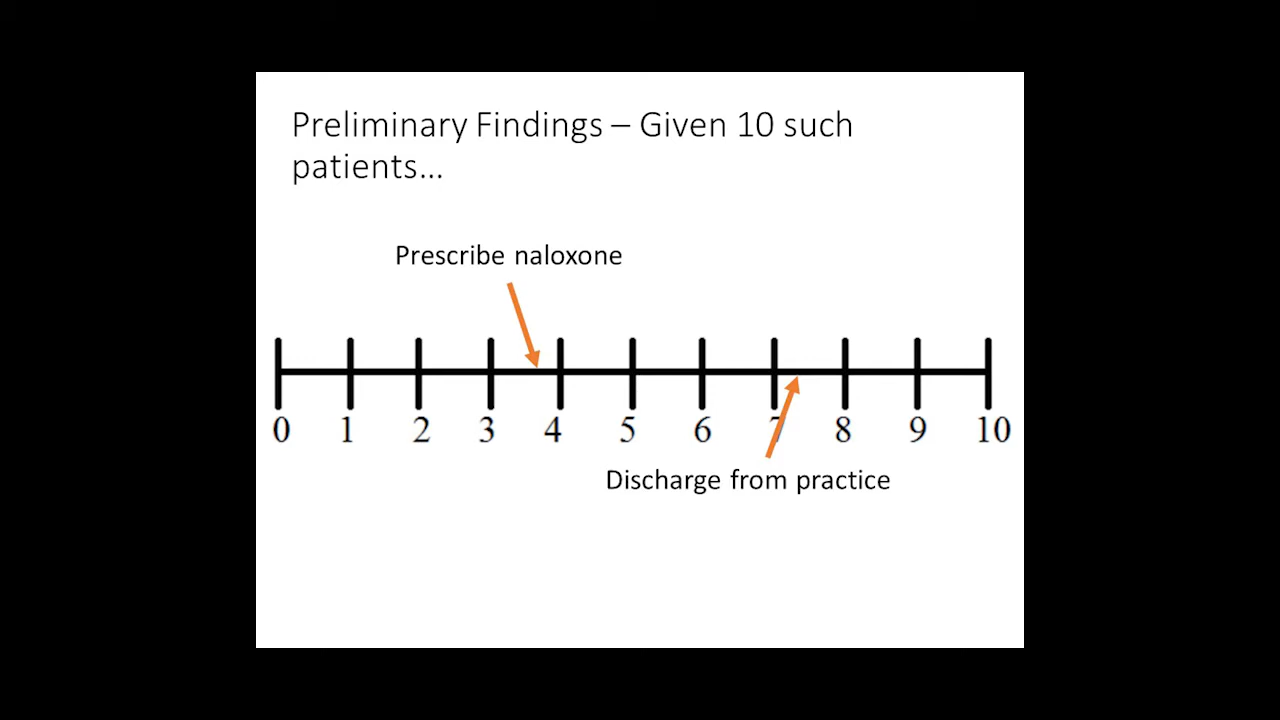 Preliminary Findings – Given 10 such
patients…
Prescribe naloxone
0 1 2 3 4 5 6 7 8 9 10
Discharge from practice